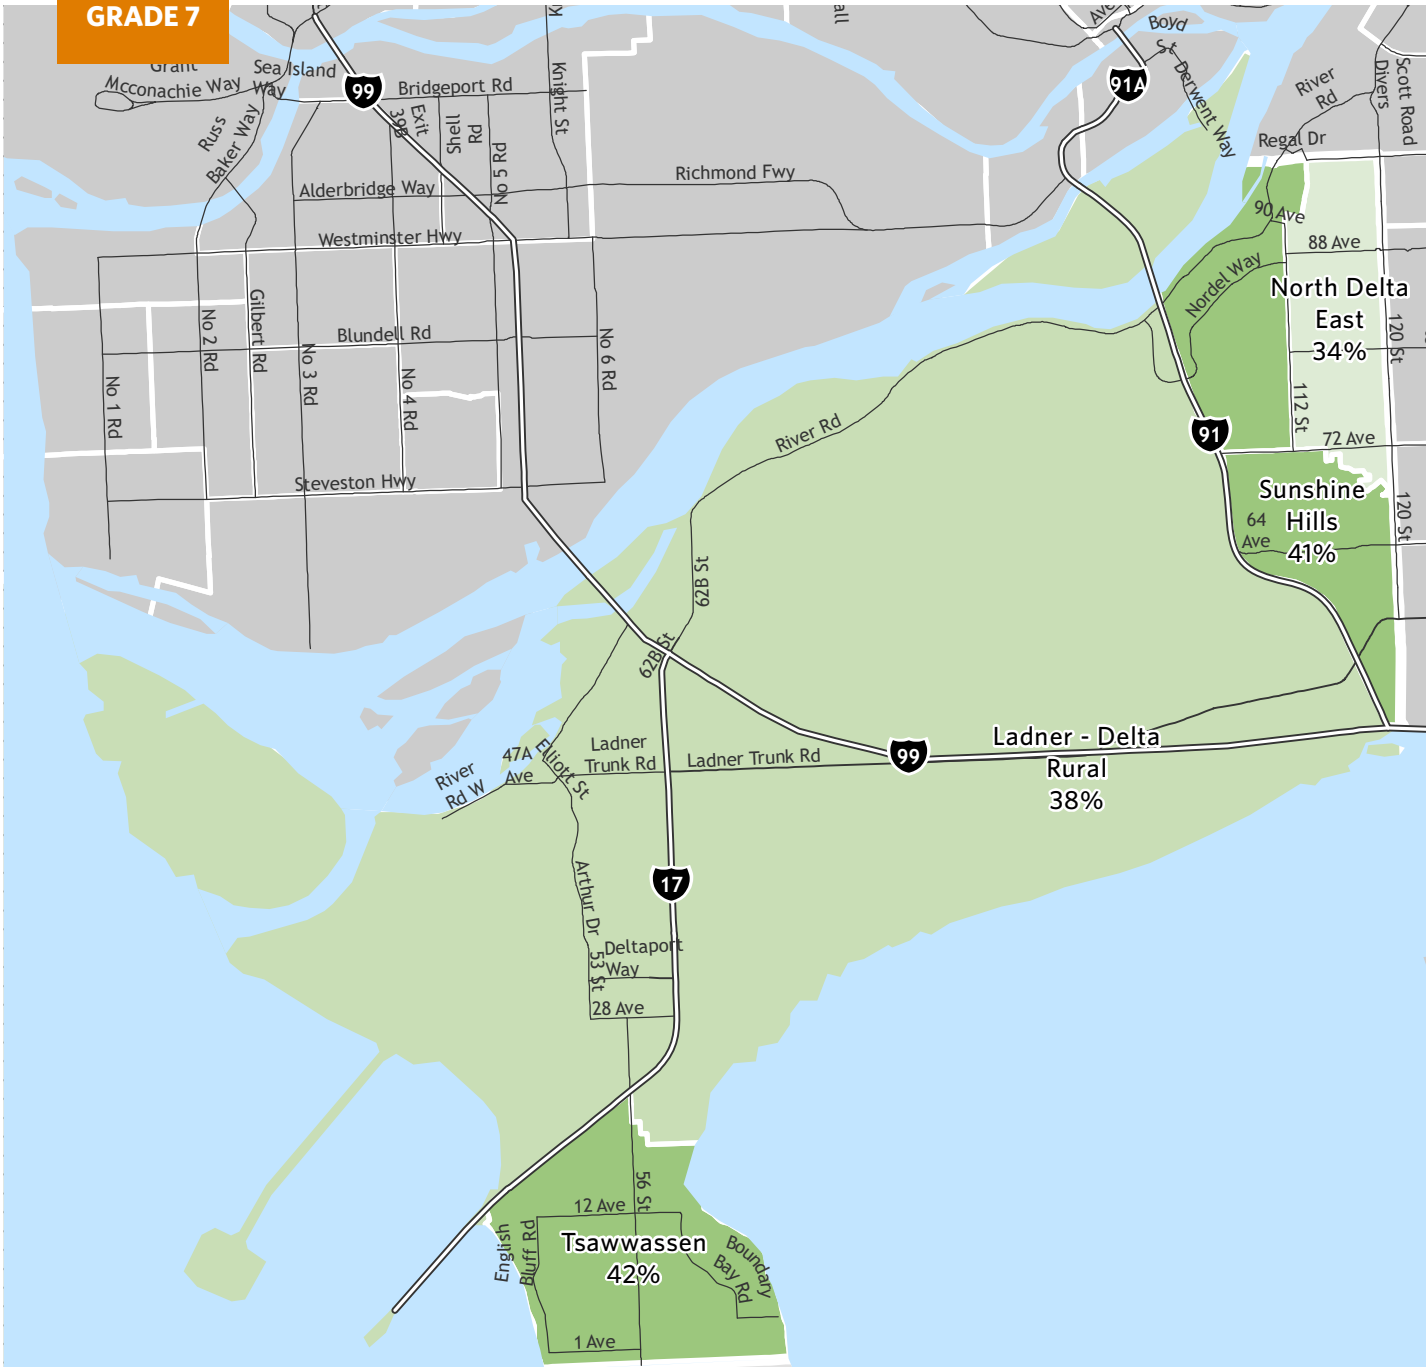 GRADE 7
Grant
Mcconachie Way
Sea Island
Way
99
Bridgeport Rd
Knight St
Boyd
St
Derwent Way
91A
River
Rd
Divers
Scott Road
Russ
Baker Way
39B
Exit
Shell
Rd
No 5 Rd
Regal Dr
Alderbridge Way
Richmond Fwy
Westminster Hwy
90 Ave
88 Ave
Nordel Way
North Delta
East
34%
120 St
No 2 Rd
Gilbert Rd
Blundell Rd
No 3 Rd
No 6 Rd
No 1 Rd
No 4 Rd
112 St
72 Ave
91
River Rd
Steveston Hwy
Sunshine
Hills
41%
64
Ave
120 St
62B St
62B St
Ladner
Trunk Rd
Ladner Trunk Rd
99
Ladner - Delta
Rural
38%
47A
Ave
Elliott St
River
Rd W
17
Arthur Dr
Deltaport
Way
53 St
28 Ave
56 St
12 Ave
English
Bluff Rd
Tsawwassen
42%
Boundary
Bay Rd
1 Ave